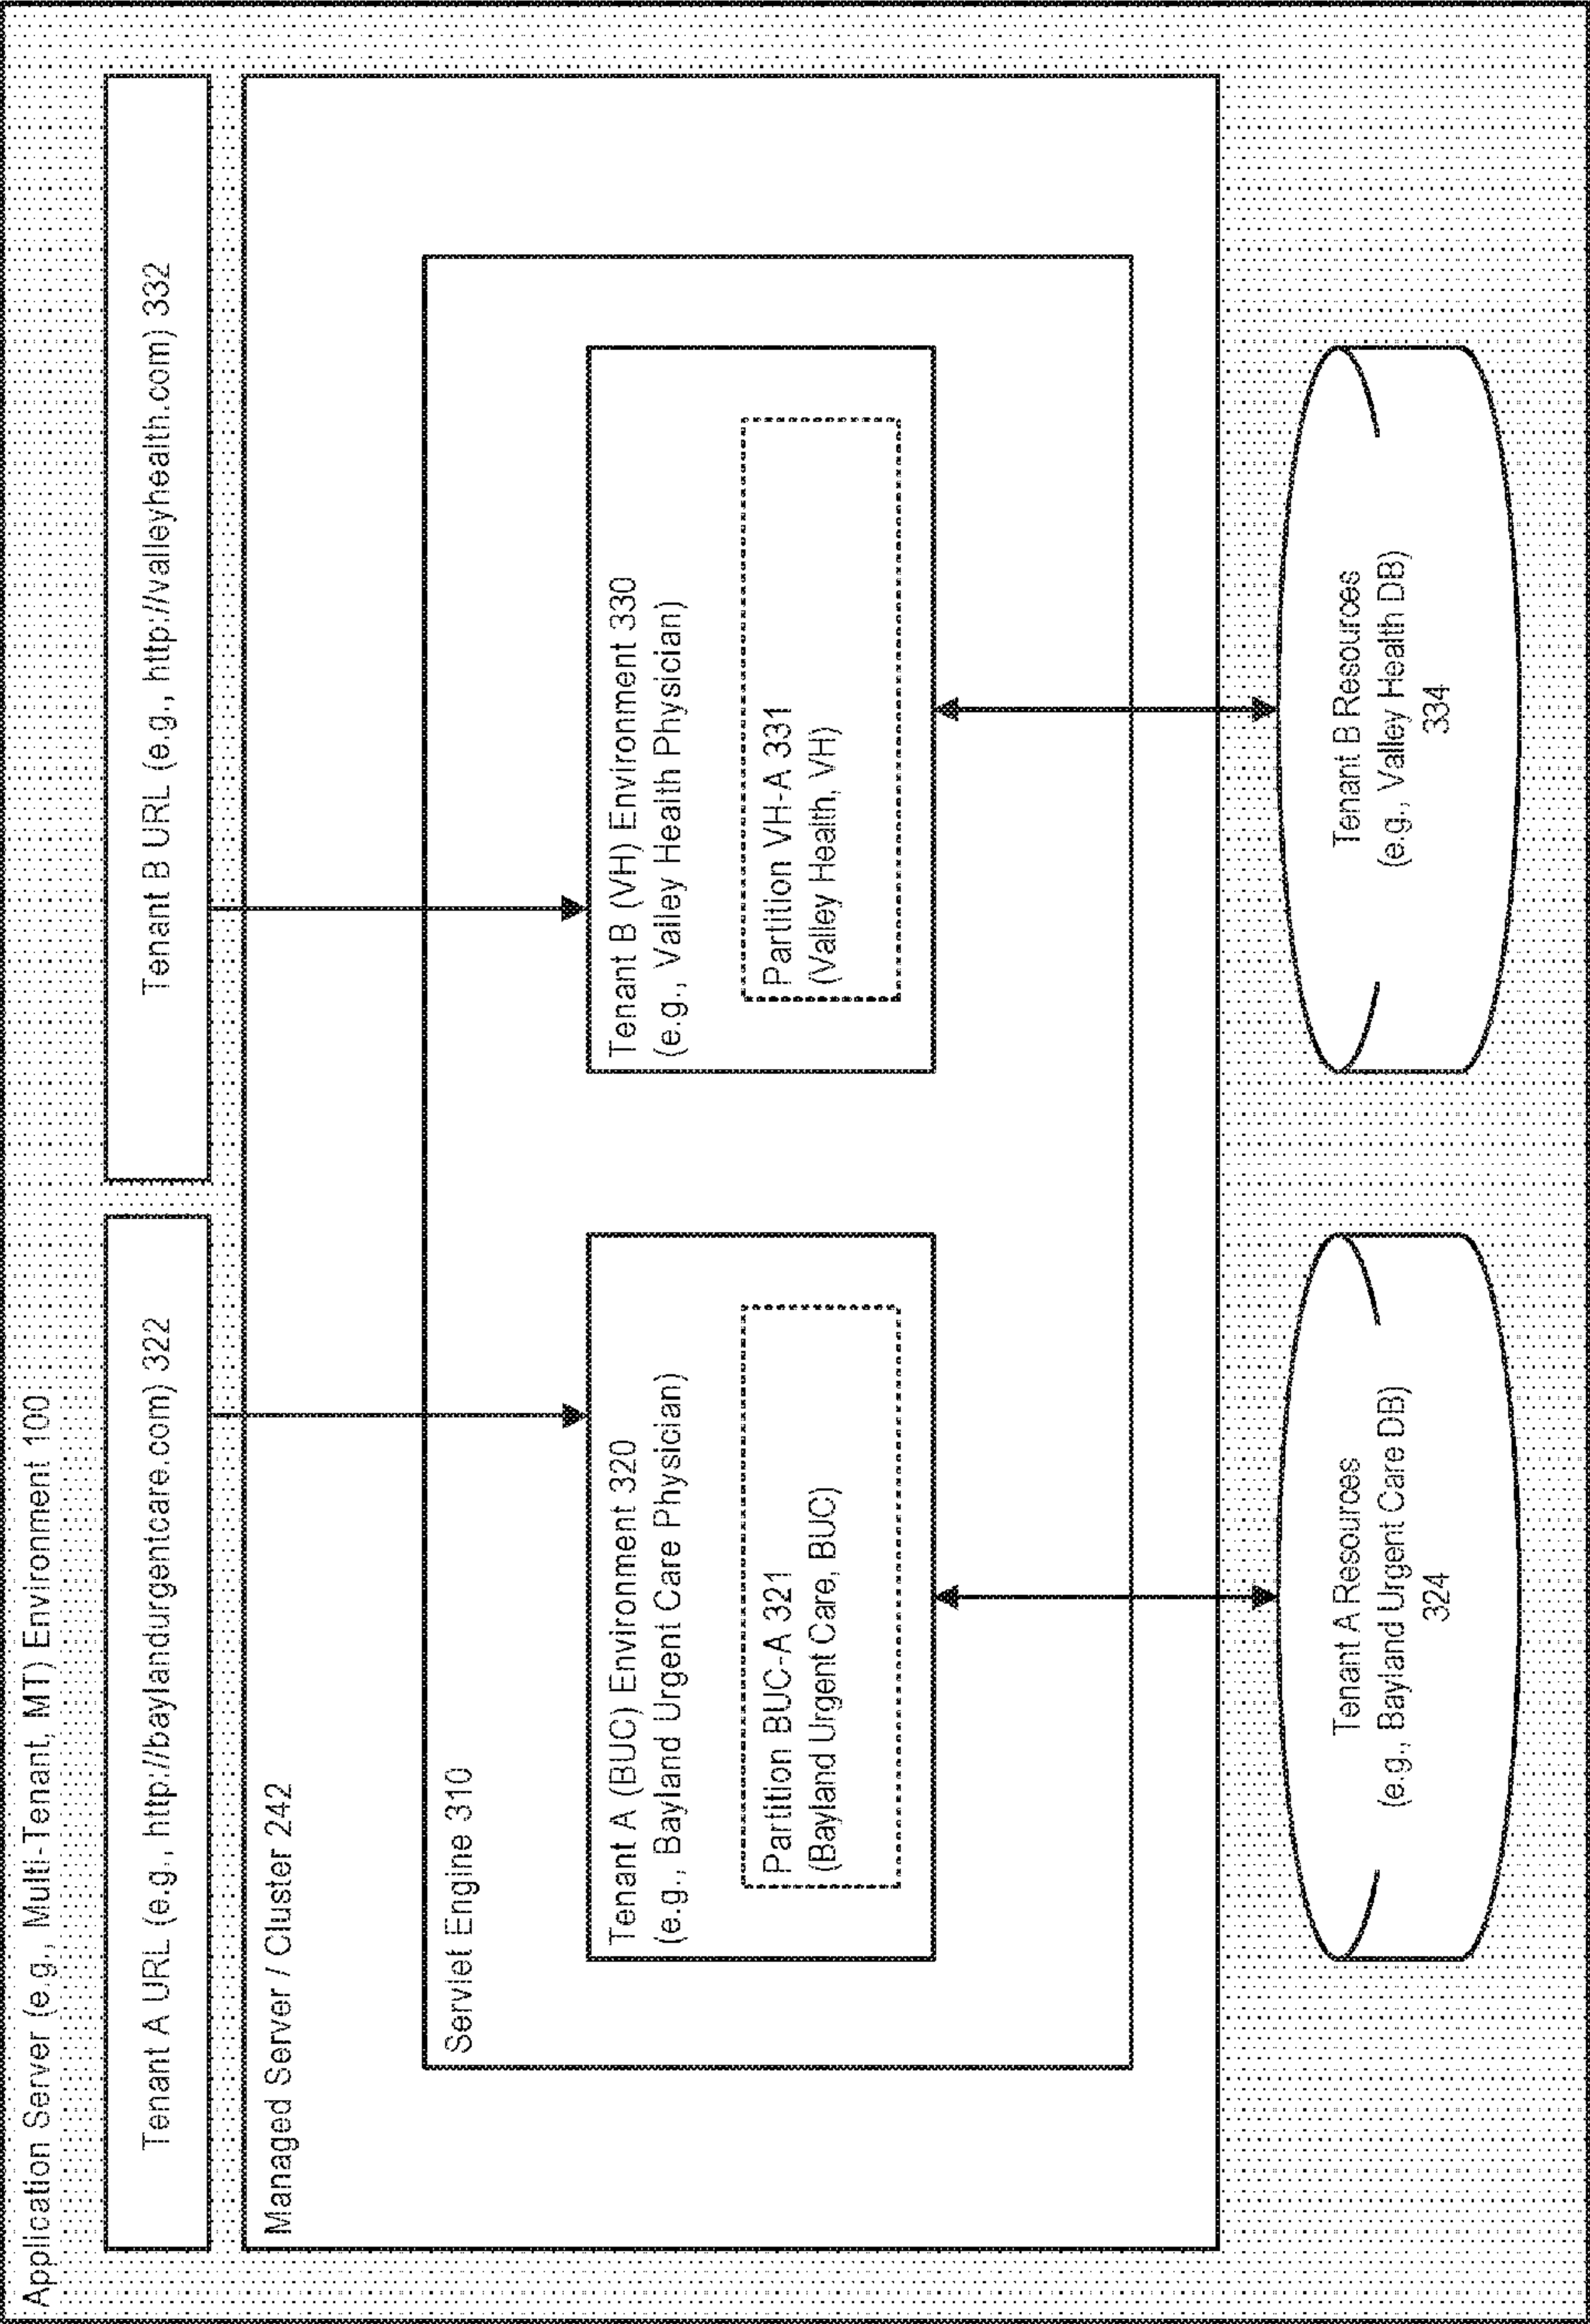 Application Server (e.g., Multi-Tenant, MT) Environment 100
Tenant A URL (e.g., http://baylandurgentcare.com) 322
Tenant B URL (e.g., http://valleyhealth.com) 332
Managed Server / Cluster 242
Servlet Engine 310
Tenant A (BUC) Environment 320
(e.g., Bayland Urgent Care Physician)
Partition BUC-A 321
(Bayland Urgent Care, BUC)
Tenant B (VH) Environment 330
(e.g., Valley Health Physician)
Partition VH-A 331
(Valley Health, VH)
Tenant A Resources
(e.g., Bayland Urgent Care DB)
324
Tenant B Resources
(e.g., Valley Health DB)
334